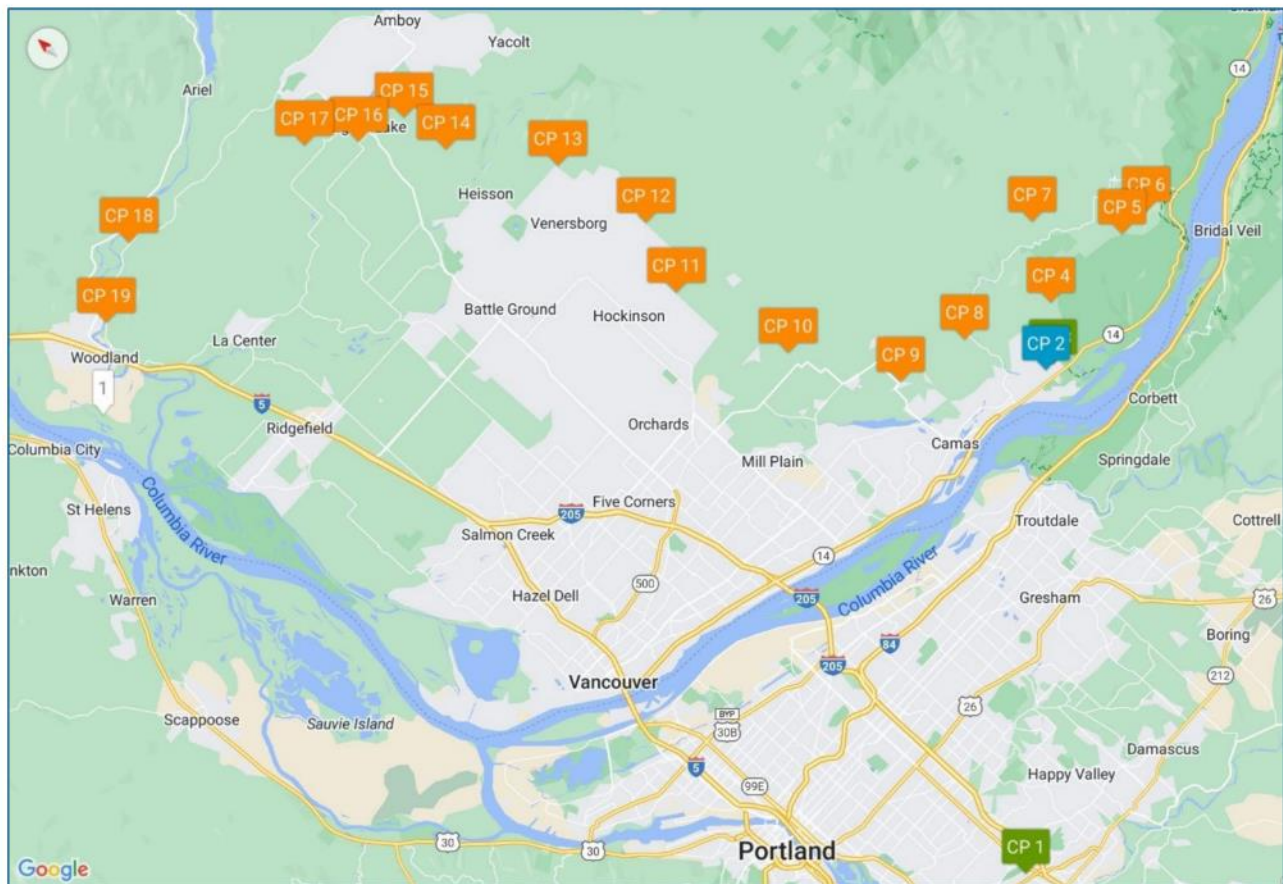 Amboy
Yacolt
Ariel
14
CP 15
CP 17
CP 16
CP 14
CP 13
Heisson
CP 12
CP 7
CP 6
CP 5
CP 18
Venersborg
Bridal Veil
CP 11
CP 4
CP 19
Battle Ground
Hockinson
CP 10
CP 8
14
La Center
CP 9
CP 2
Woodland
1
5
Corbett
Ridgefield
Orchards
Camas
Columbia City
Mill Plain
Springdale
St Helens
Columbia River
Five Corners
205
Salmon Creek
Troutdale
Cottrell
14
500
Columbia River
Warren
Hazel Dell
205
Gresham
26
84
Boring
205
212
Vancouver
Scappoose
Sauvie Island
BYP
30B
26
Damascus
5
99E
Happy Valley
30
30
Portland
CP 1
Google